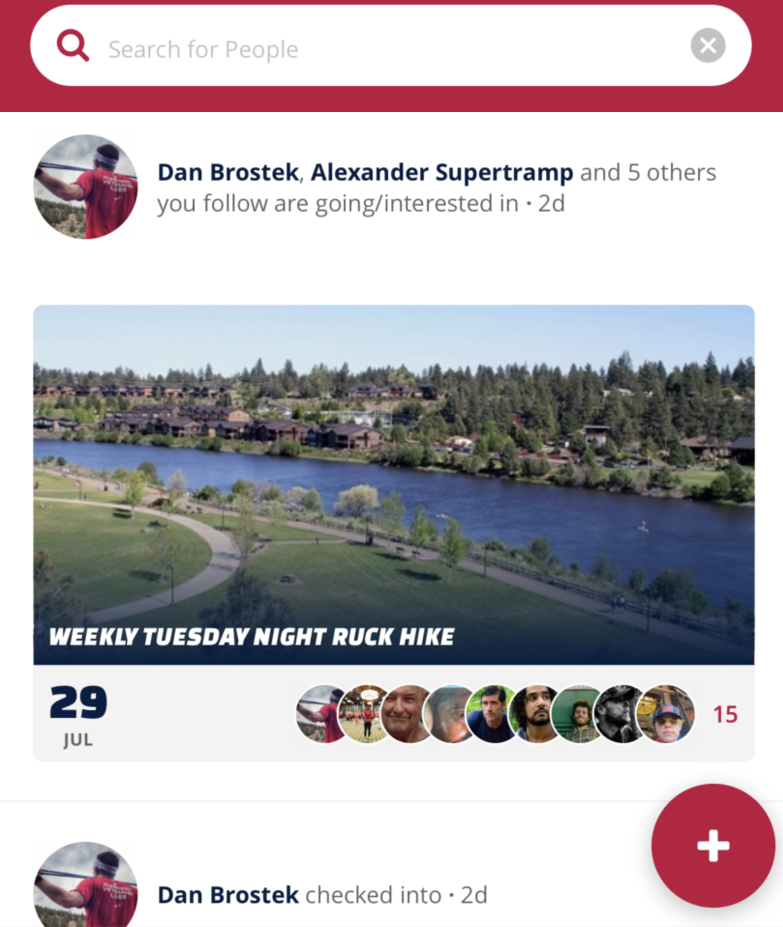 Search for People
Dan Brostek, Alexander Supertramp and 5 others
you follow are going/interested in • 2d
WEEKLY TUESDAY NIGHT RUCK HIKE
29
JUL
15
Dan Brostek checked into • 2d